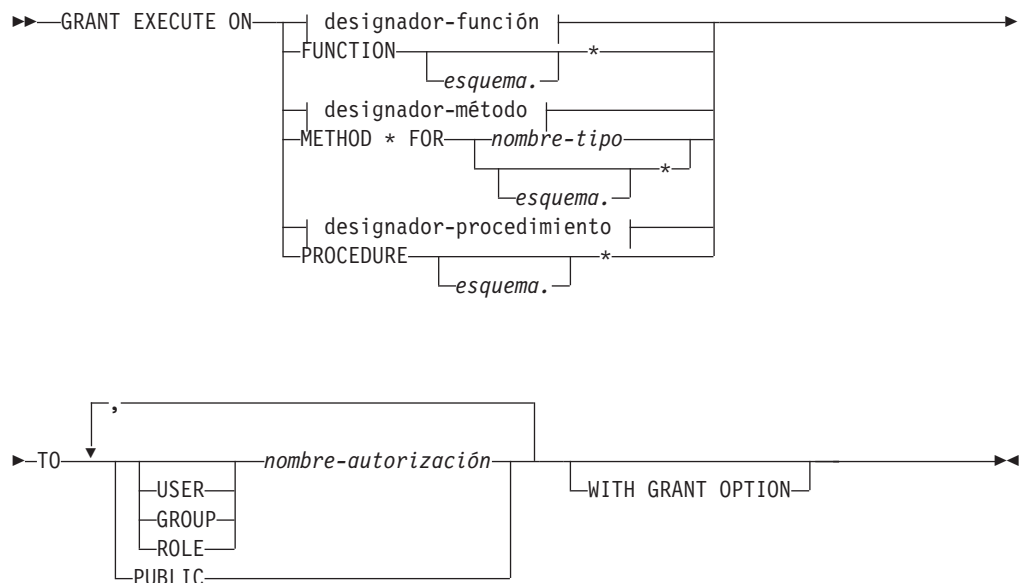 GRANT EXECUTE ON designador-función
FUNCTION *
esquema.
designador-método
METHOD * FOR nombre-tipo
*
esquema.
designador-procedimiento
PROCEDURE *
esquema.
,
TO nombre-autorización
USER WITH GRANT OPTION
GROUP
ROLE
PUBLIC